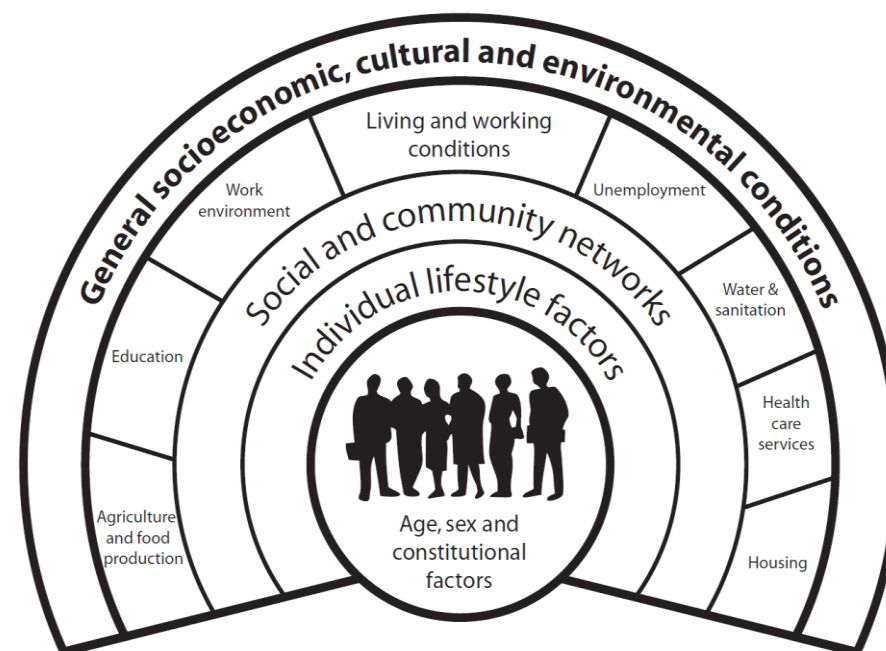 General socioeconomic, cultural and environmental conditions
Living and working
conditions
Work
environment
Unemployment
Social and community networks
Individual lifestyle factors
Education
Water &
sanitation
Health
care
services
Agriculture
and food
production
Housing
Age, sex and
constitutional
factors